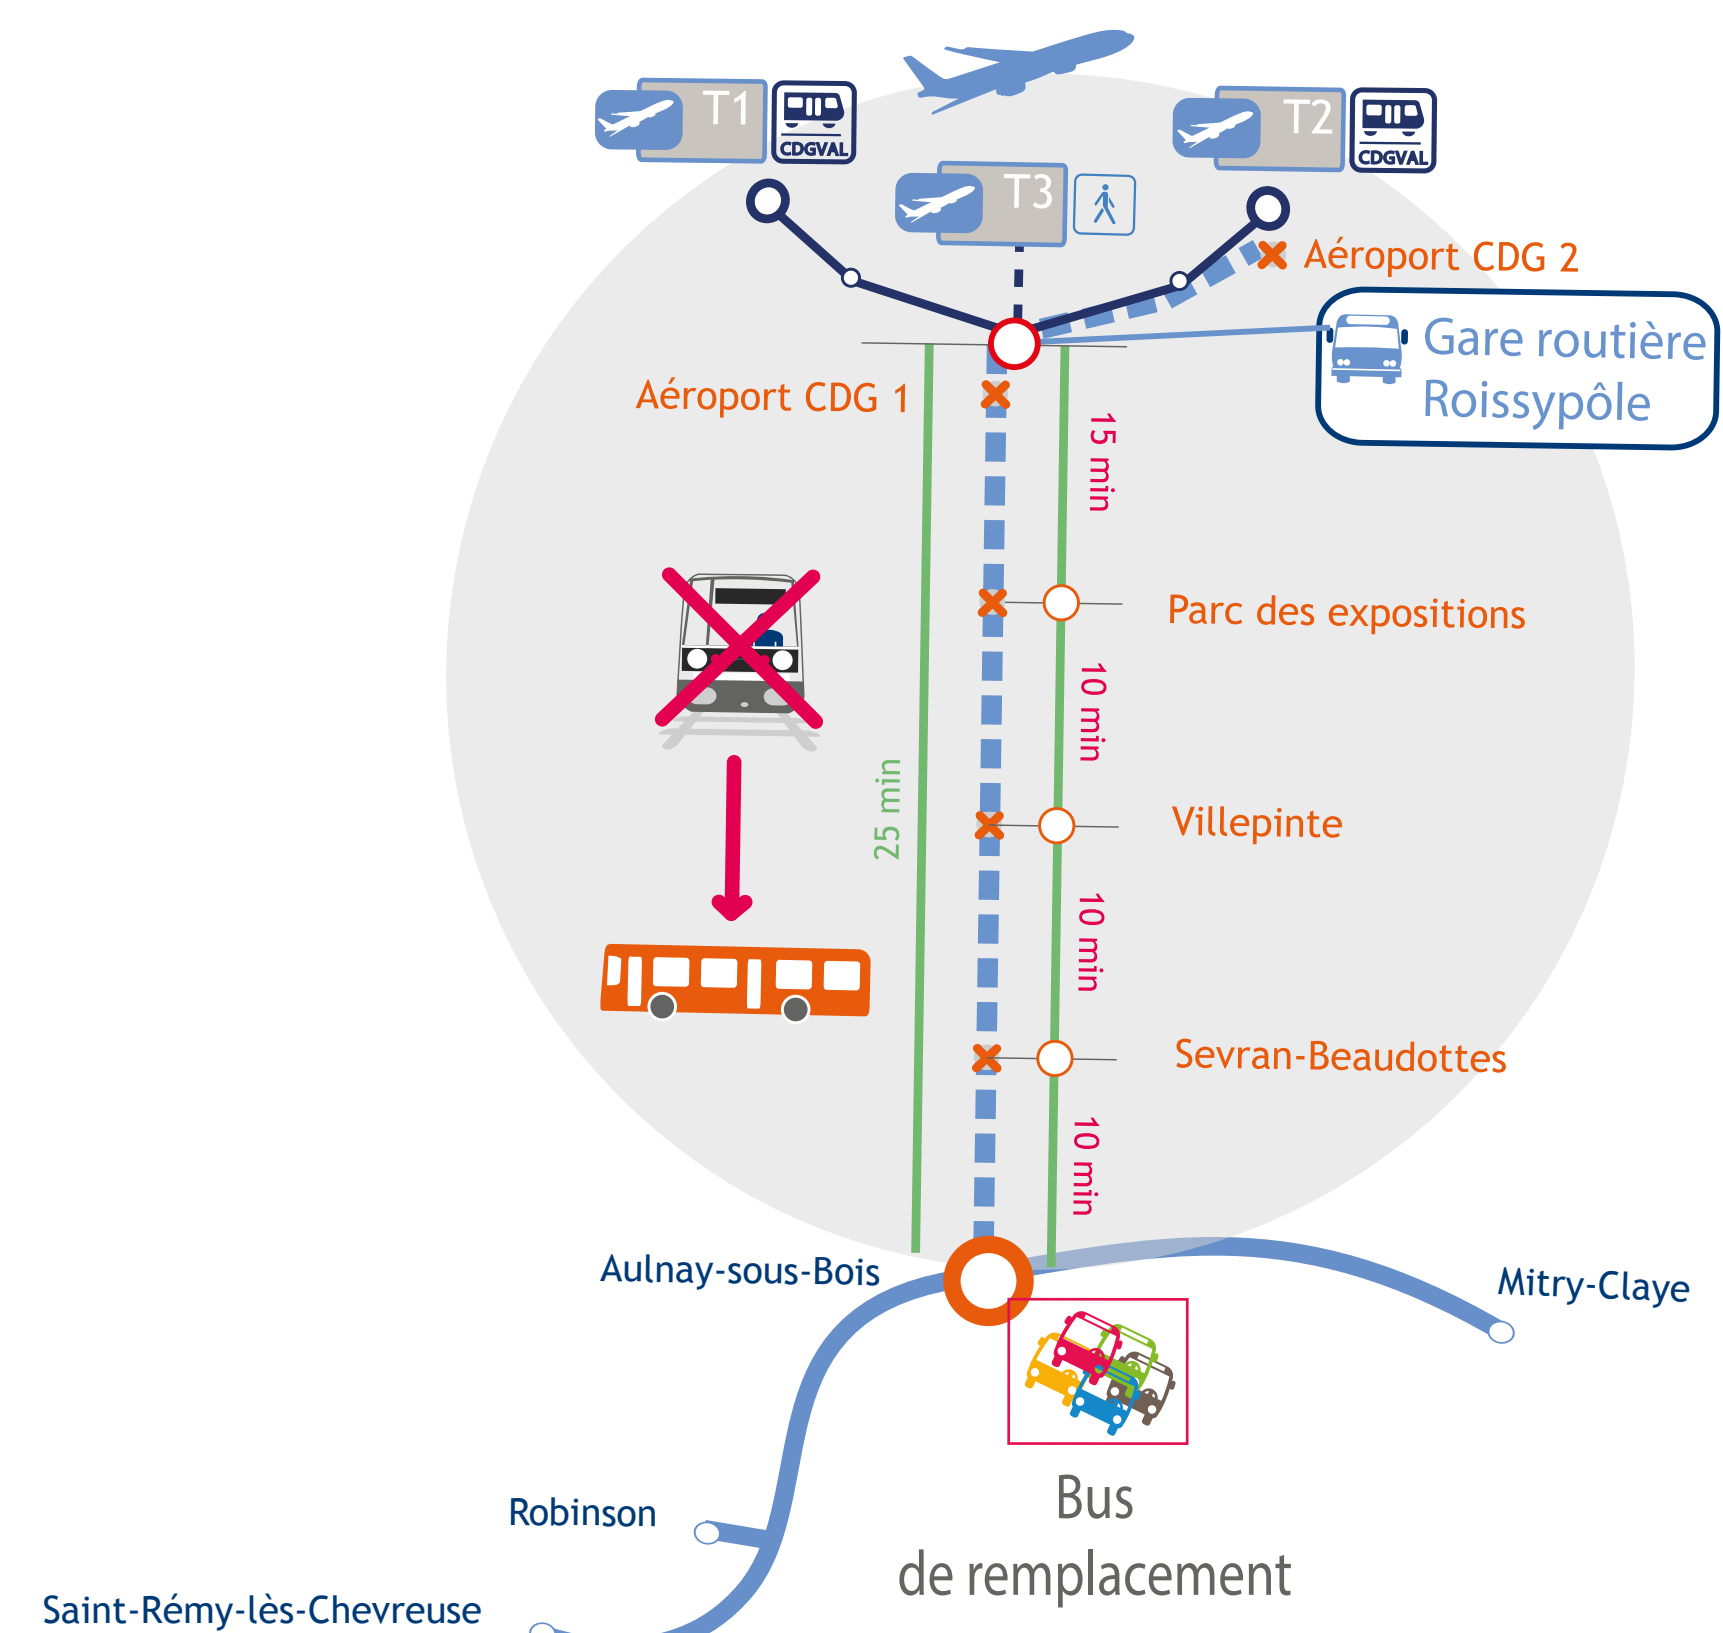 T1
CDGVAL
T2
CDGVAL
T3
Aéroport CDG 2
Gare routière
Roissypôle
Aéroport CDG 1
15 min
Parc des expositions
10 min
25 min
Villepinte
10 min
Sevran-Beaudottes
10 min
Aulnay-sous-Bois
Mitry-Claye
Bus
de remplacement
Robinson
Saint-Rémy-lès-Chevreuse